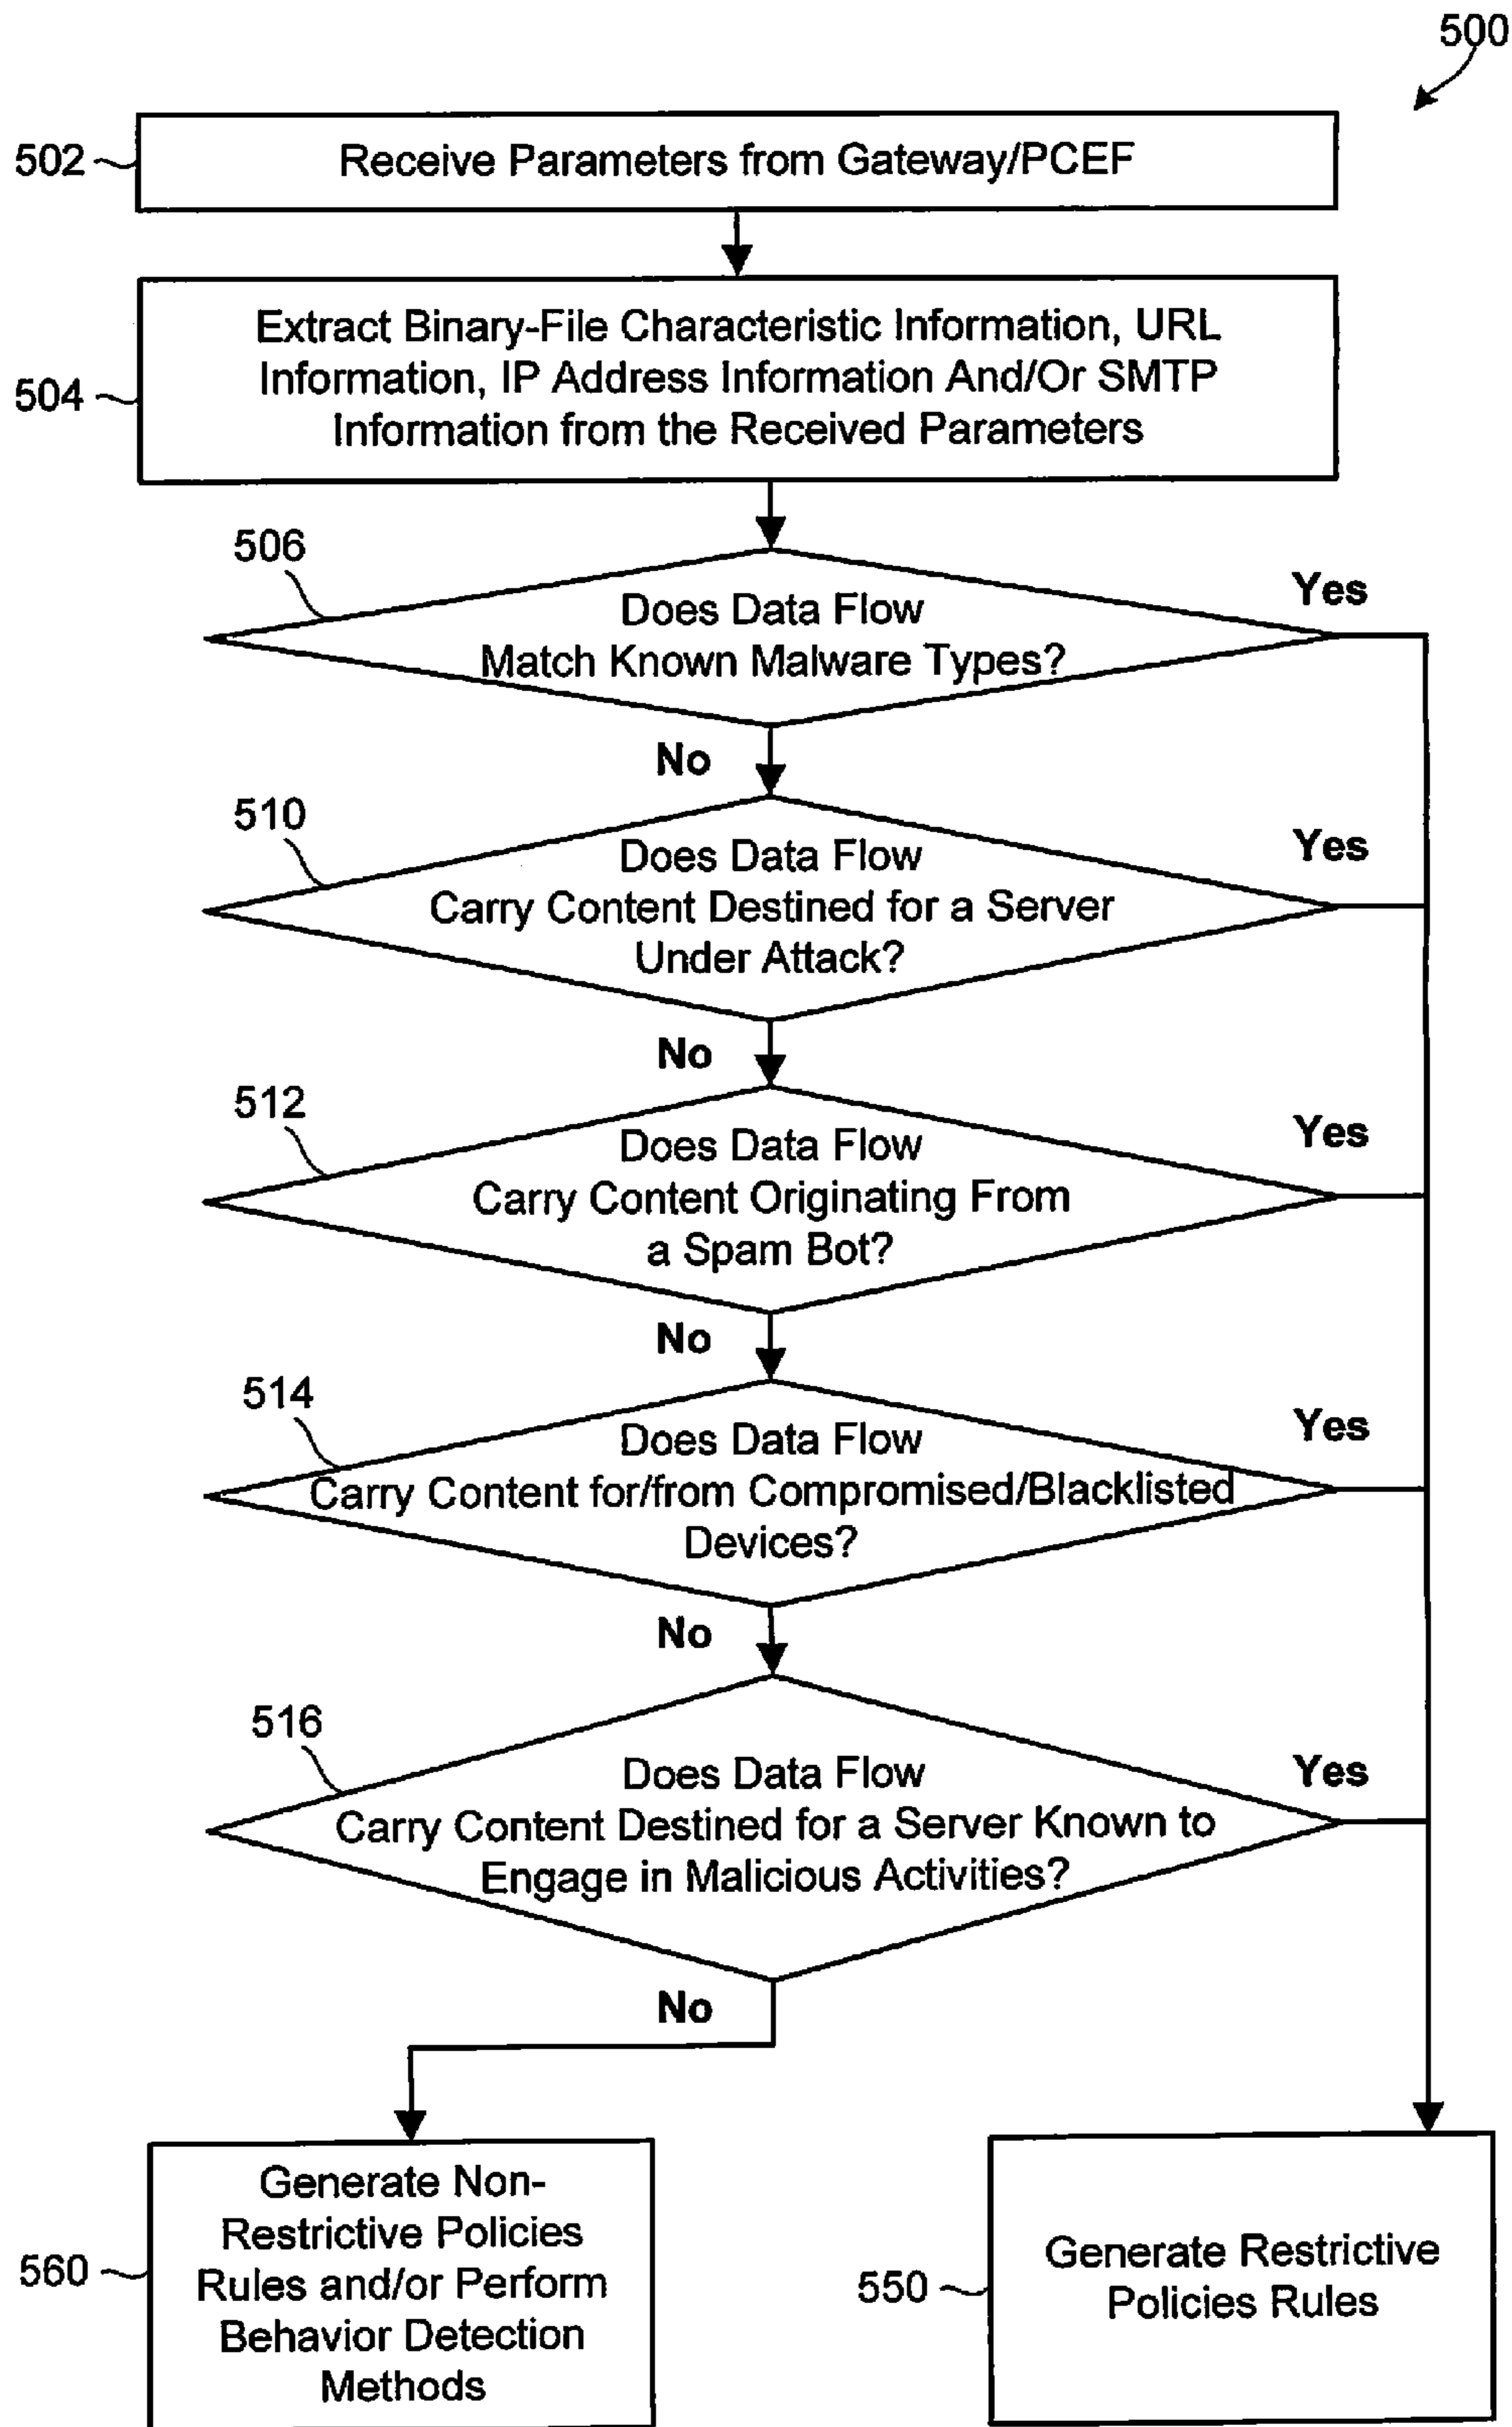 500
502
Receive Parameters from Gateway/PCEF
504
Extract Binary-File Characteristic Information, URL
Information, IP Address Information And/Or SMTP
Information from the Received Parameters
506
Does Data Flow
Match Known Malware Types?
Yes
No
510
Does Data Flow
Carry Content Destined for a Server
Under Attack?
Yes
No
512
Does Data Flow
Carry Content Originating From
a Spam Bot?
Yes
No
514
Does Data Flow
Carry Content for/from Compromised/Blacklisted
Devices?
Yes
No
516
Does Data Flow
Carry Content Destined for a Server Known to
Engage in Malicious Activities?
Yes
No
560
Generate Non-
Restrictive Policies
Rules and/or Perform
Behavior Detection
Methods
550
Generate Restrictive
Policies Rules